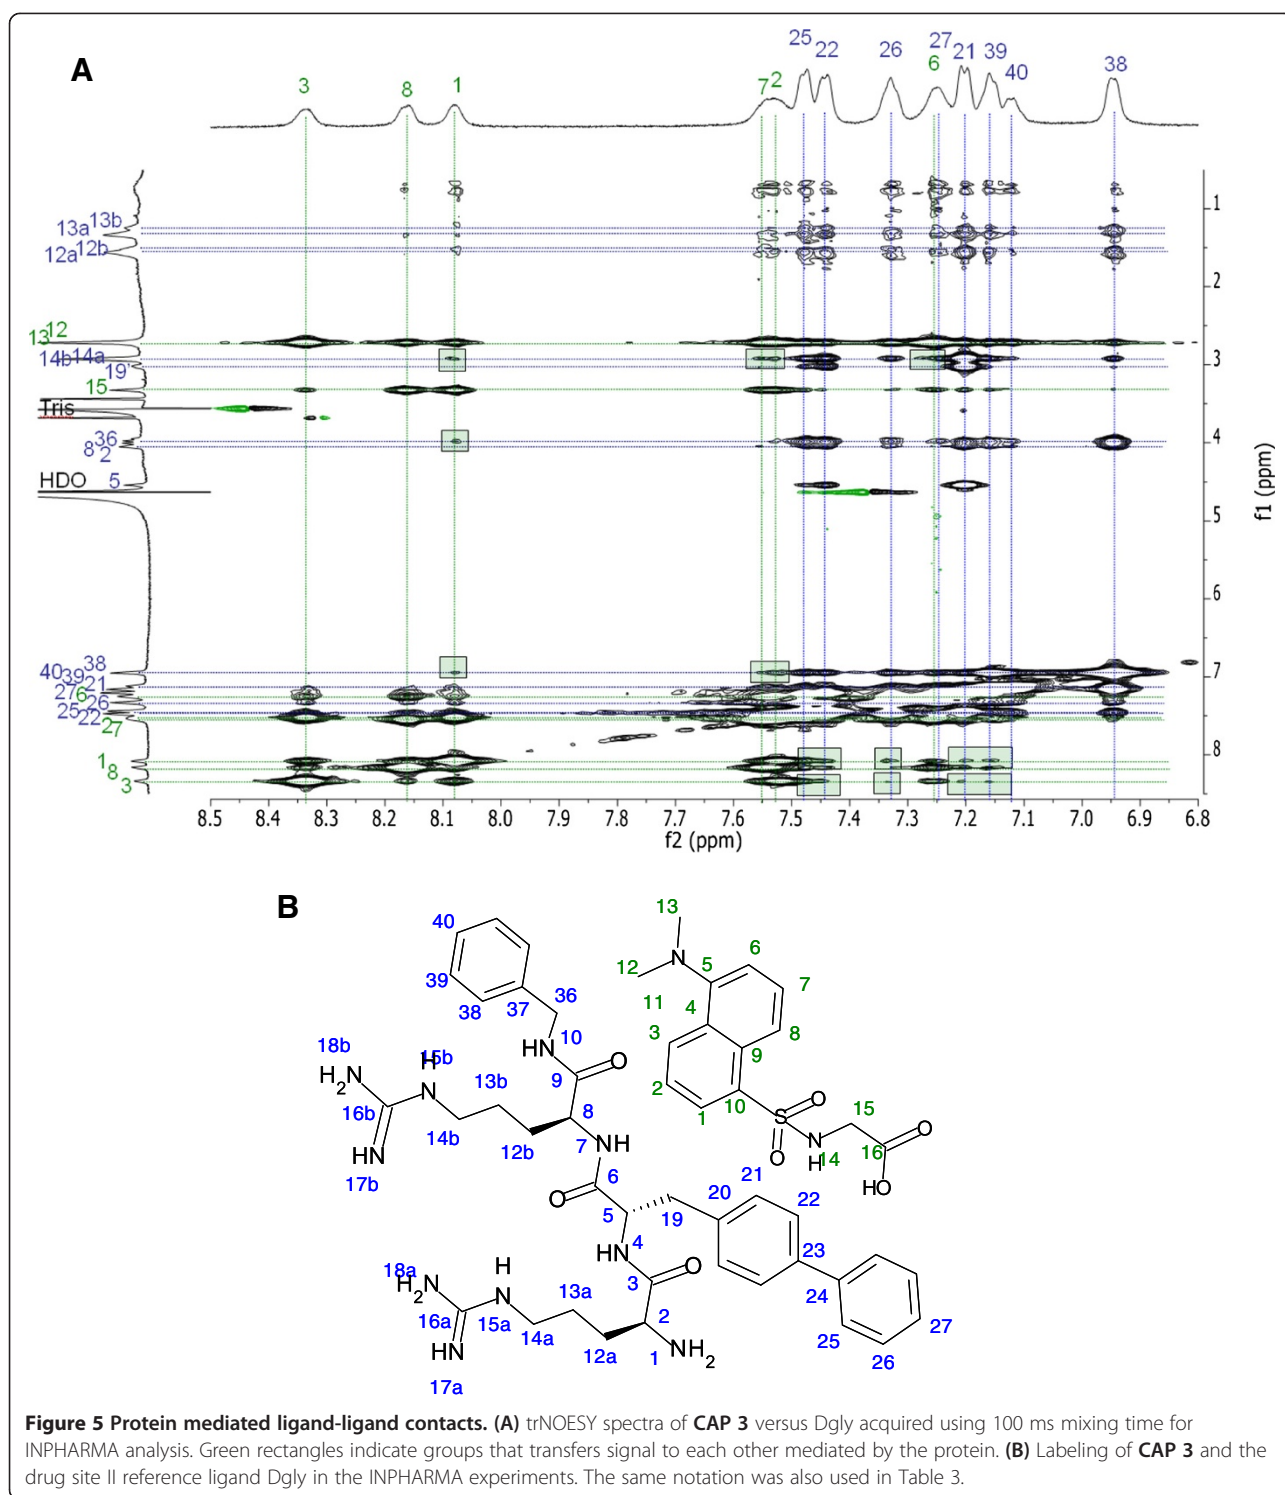 A
3
8
1
7
2
25
22
26
27
6
21
39
40
38
13a 13b
12a 12b
13 12
14b 14a
19
15
Tris
36
8 2
HDO 5
40 39 38
27 6 21
25 22 26
27
1
8
3
1
2
3
4
5
6
7
8
f1 (ppm)
8.5 8.4 8.3 8.2 8.1 8.0 7.9 7.8 7.7 7.6 7.5 7.4 7.3 7.2 7.1 7.0 6.9 6.8
f2 (ppm)
B
40
39
38
37
36
10
HN
O
9
8
7
NH
18b
H2N
16b
HN
17b
H
15b
N
14b
13b
12b
6
O
5
19
4
HN
3
O
2
1
NH2
12a
13a
14a
H
N
15a
18a
H2N
16a
HN
17a
20
21
22
23
24
25
26
27
13
12
N
11
5
6
7
8
4
3
2
1
9
10
S
O
O
N
H
14
15
16
O
HO
Figure 5 Protein mediated ligand-ligand contacts. (A) trNOESY spectra of CAP 3 versus Dgly acquired using 100 ms mixing time for
INPHARMA analysis. Green rectangles indicate groups that transfers signal to each other mediated by the protein. (B) Labeling of CAP 3 and the
drug site II reference ligand Dgly in the INPHARMA experiments. The same notation was also used in Table 3.